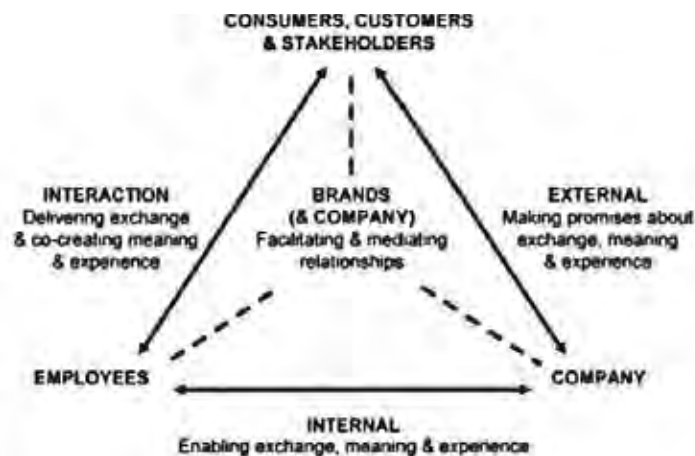 CONSUMERS, CUSTOMERS
& STAKEHOLDERS
INTERACTION
Delivering exchange
& co-creating meaning
& experience
BRANDS
(& COMPANY)
Facilitating & mediating
relationships
EXTERNAL
Making promises about
exchange, meaning
& experience
EMPLOYEES
COMPANY
INTERNAL
Enabling exchange, meaning & experience